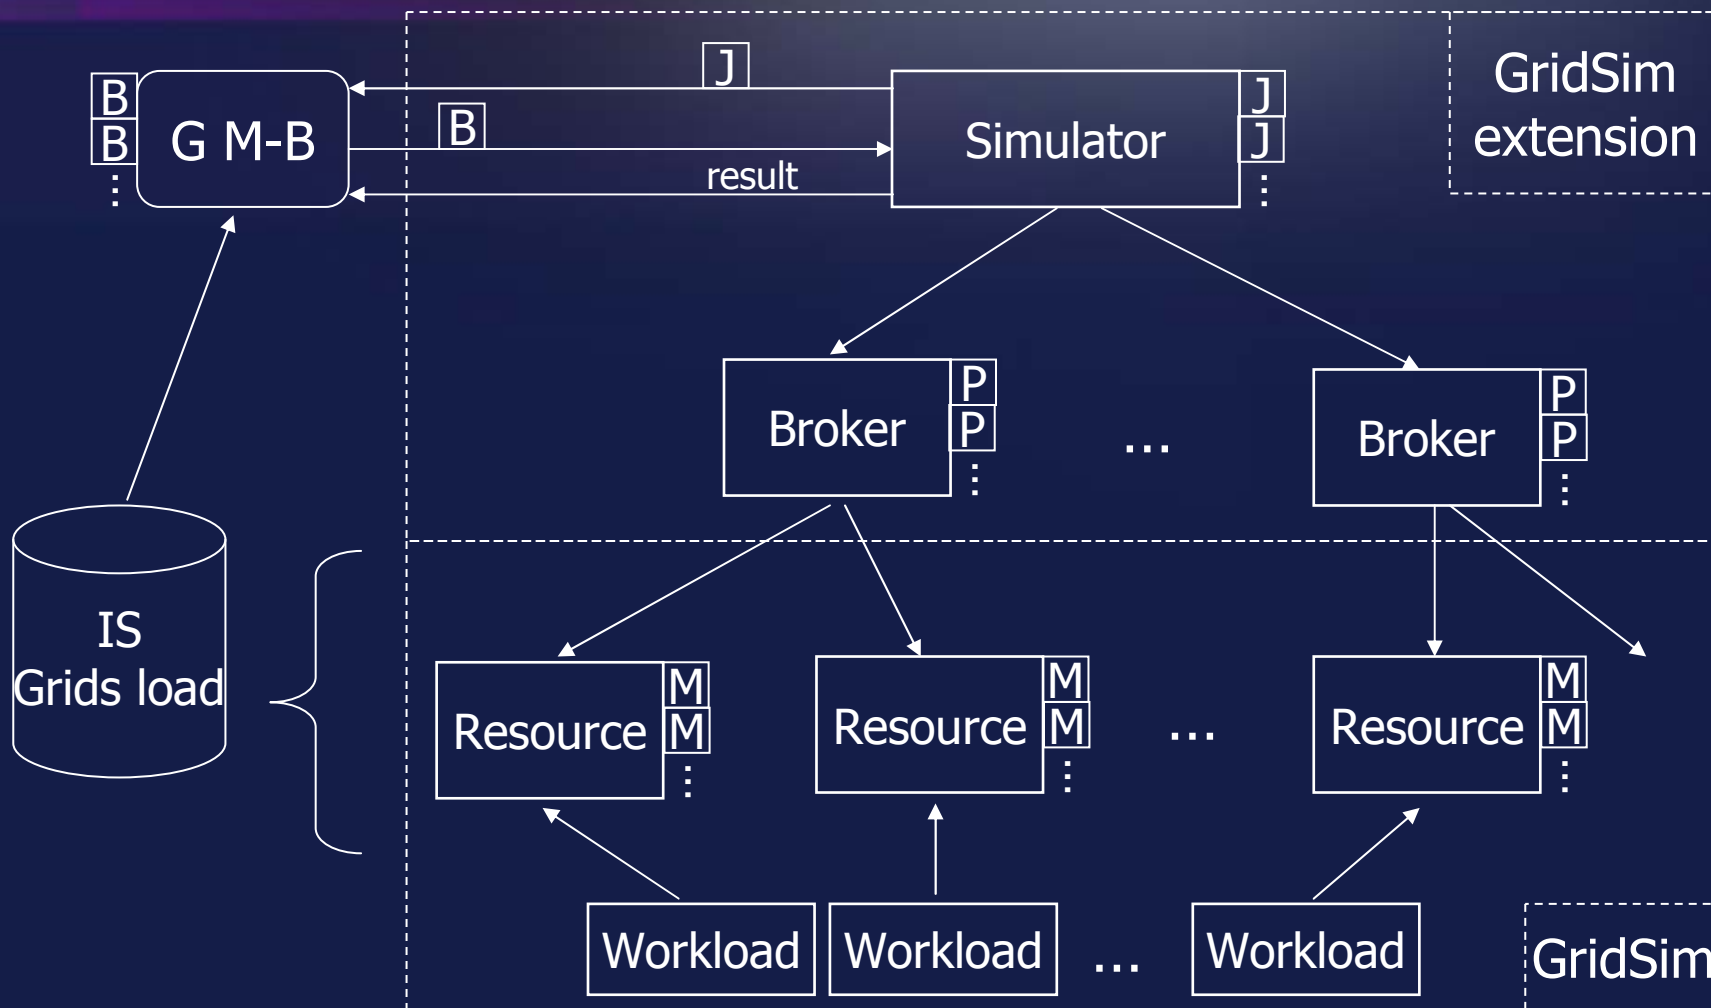 J
GridSim
extension
B
B
⋮
G M-B
B
result
Simulator
J
J
⋮
Broker
P
P
⋮
...
Broker
P
P
⋮
IS
Grids load
Resource
M
M
⋮
Resource
M
M
⋮
...
Resource
M
M
⋮
Workload
Workload
...
Workload
GridSim